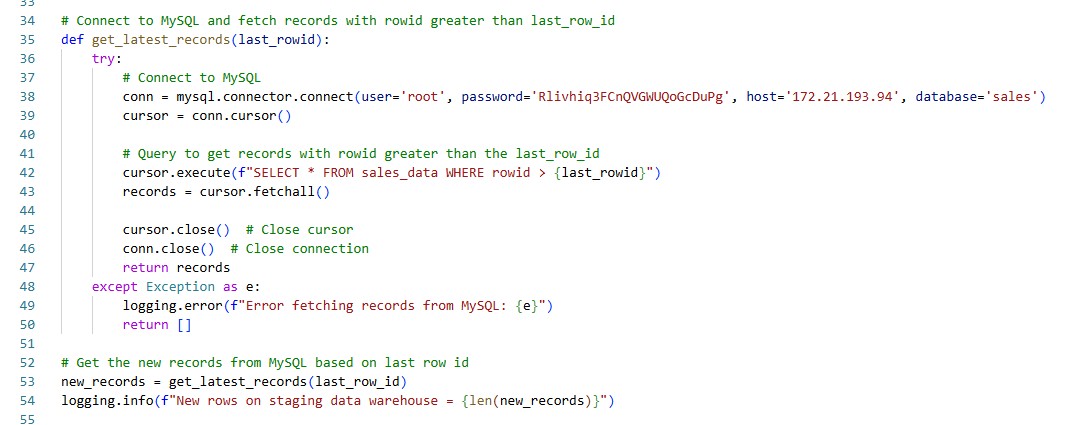 33
34 # Connect to MySQL and fetch records with rowid greater than last_row_id
35 def get_latest_records(last_rowid):
36     try:
37         # Connect to MySQL
38         conn = mysql.connector.connect(user='root', password='Rlivhiq3FCnQVGWUQoGcDuPg', host='172.21.193.94', database='sales')
39         cursor = conn.cursor()
40
41         # Query to get records with rowid greater than the last_row_id
42         cursor.execute(f"SELECT * FROM sales_data WHERE rowid > {last_rowid}")
43         records = cursor.fetchall()
44
45         cursor.close()  # Close cursor
46         conn.close()  # Close connection
47         return records
48     except Exception as e:
49         logging.error(f"Error fetching records from MySQL: {e}")
50         return []
51
52 # Get the new records from MySQL based on last row id
53 new_records = get_latest_records(last_row_id)
54 logging.info(f"New rows on staging data warehouse = {len(new_records)}")
55